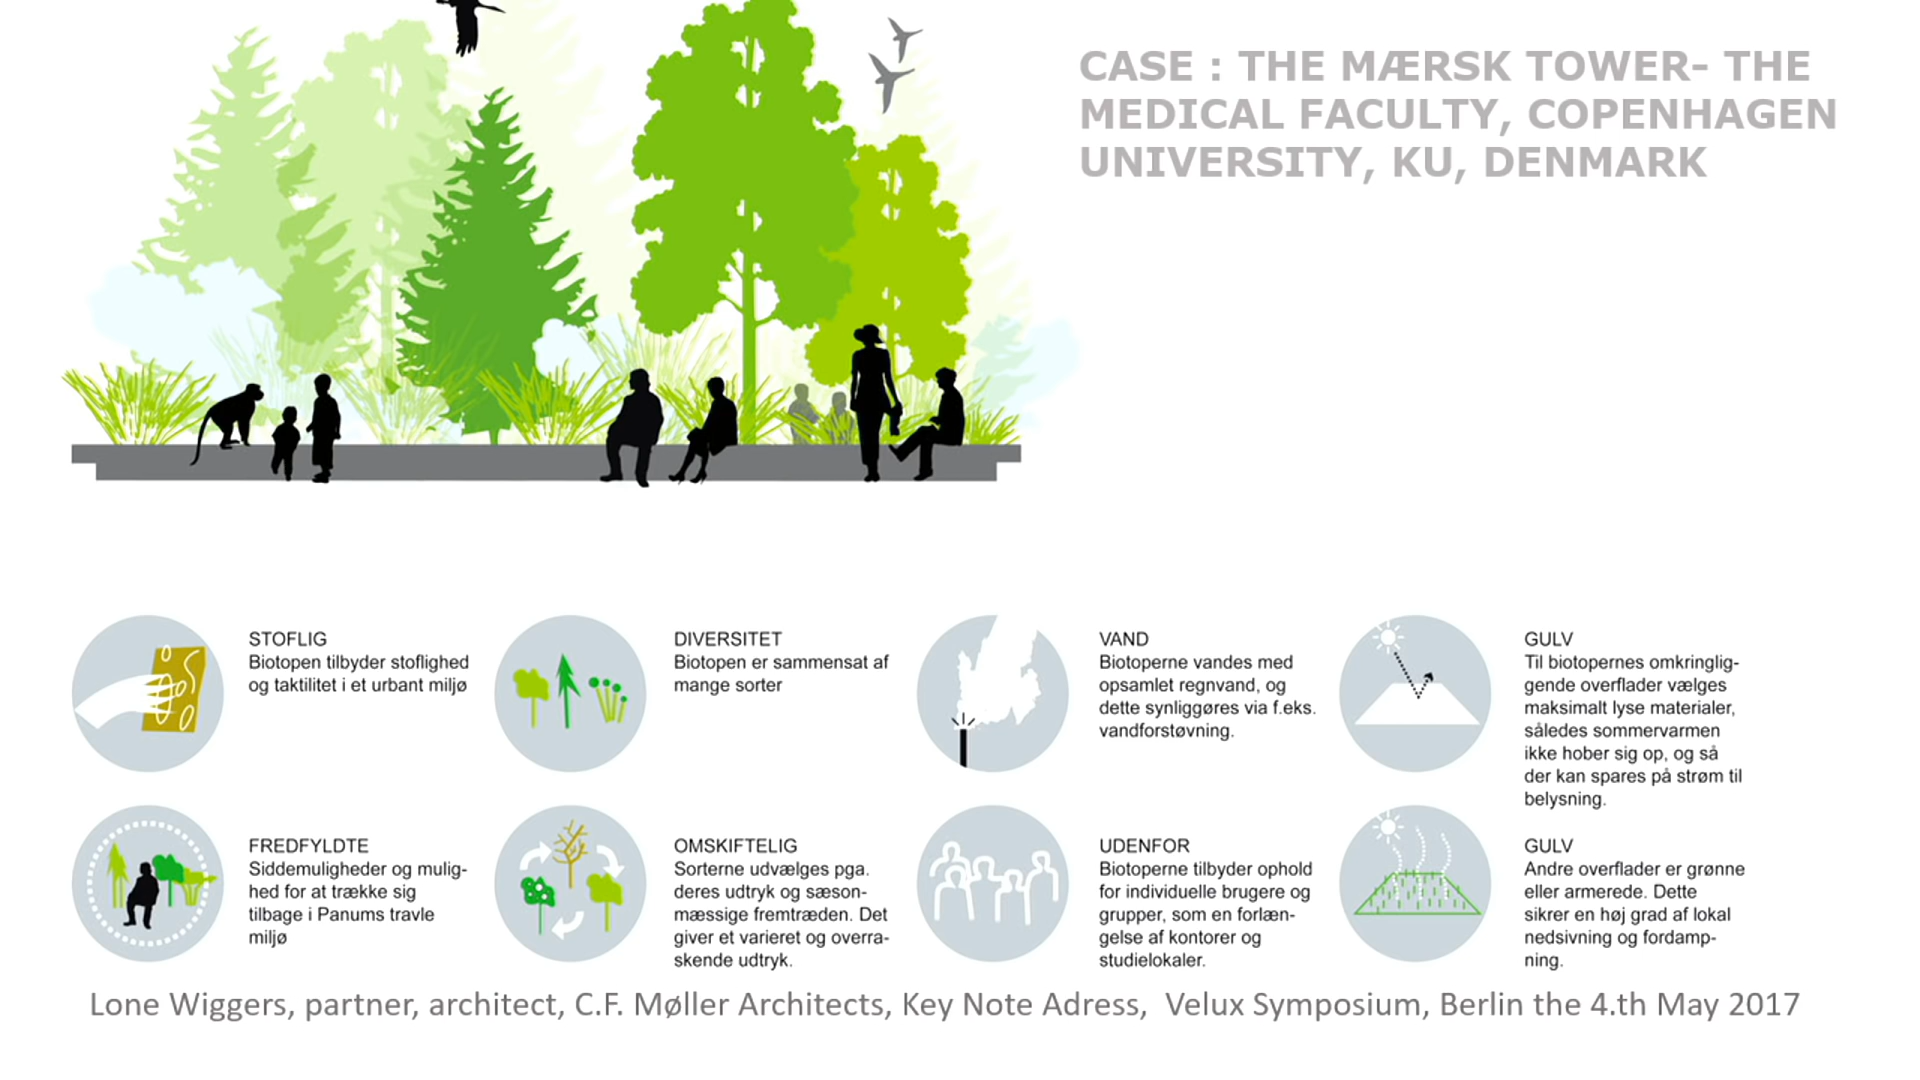 CASE : THE MÆRSK TOWER- THE
MEDICAL FACULTY, COPENHAGEN
UNIVERSITY, KU, DENMARK
STOFLIG
Biotopen tilbyder stoflighed
og taktilitet i et urbant miljø
DIVERSITET
Biotopen er sammensat af
mange sorter
VAND
Biotoperne vandes med
opsamlet regnvand, og
dette synliggøres via f.eks.
vandforstøvning.
GULV
Til biotopernes omkringlig-
gende overflader vælges
maksimalt lyse materialer,
således sommervarmen
ikke hober sig op, og så
der kan spares på strøm til
belysning.
FREDFYLDTE
Siddemuligheder og mulig-
hed for at trække sig
tilbage i Panums travle
miljø
OMSKIFTELIG
Sorterne udvælges pga.
deres udtryk og sæson-
mæssige fremtræden. Det
giver et varieret og overra-
skende udtryk.
UDENFOR
Biotoperne tilbyder ophold
for individuelle brugere og
grupper, som en forlæn-
gelse af kontorer og
studielokaler.
GULV
Andre overflader er grønne
eller armerede. Dette
sikrer en høj grad af lokal
nedsivning og fordamp-
ning.
Lone Wiggers, partner, architect, C.F. Møller Architects, Key Note Adress, Velux Symposium, Berlin the 4.th May 2017